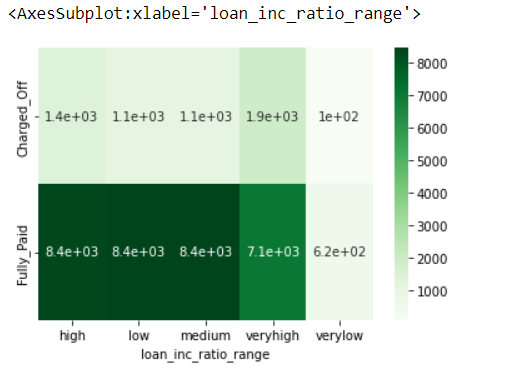 <AxesSubplot:xlabel='loan_inc_ratio_range'>
8000
7000
6000
5000
4000
3000
2000
1000
Charged_Off
1.4e+03 1.1e+03 1.1e+03 1.9e+03 1e+02
Fully_Paid
8.4e+03 8.4e+03 8.4e+03 7.1e+03 6.2e+02
high low medium veryhigh verylow
loan_inc_ratio_range